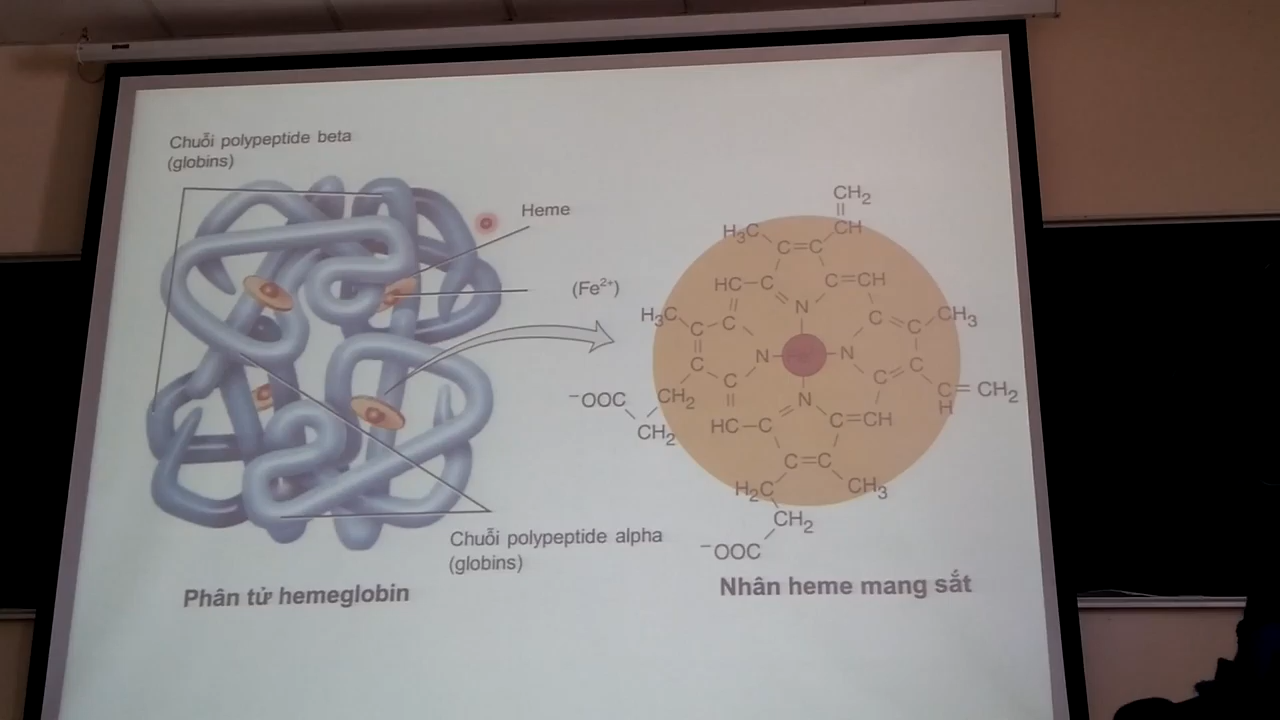 Chuỗi polypeptide beta
(globins)
Heme
(Fe²⁺)
Chuỗi polypeptide alpha
(globins)
Phân tử hemeglobin
CH₂
CH
H₃C
C=C
HC–C
C=CH
N
H₃C
C
C
C
C
CH₃
N
N
C
C
C
C
C=CH₂
H
⁻OOC
CH₂
CH₂
N
HC–C
C=CH
C=C
H₂C
CH₃
CH₂
⁻OOC
Nhân heme mang sắt